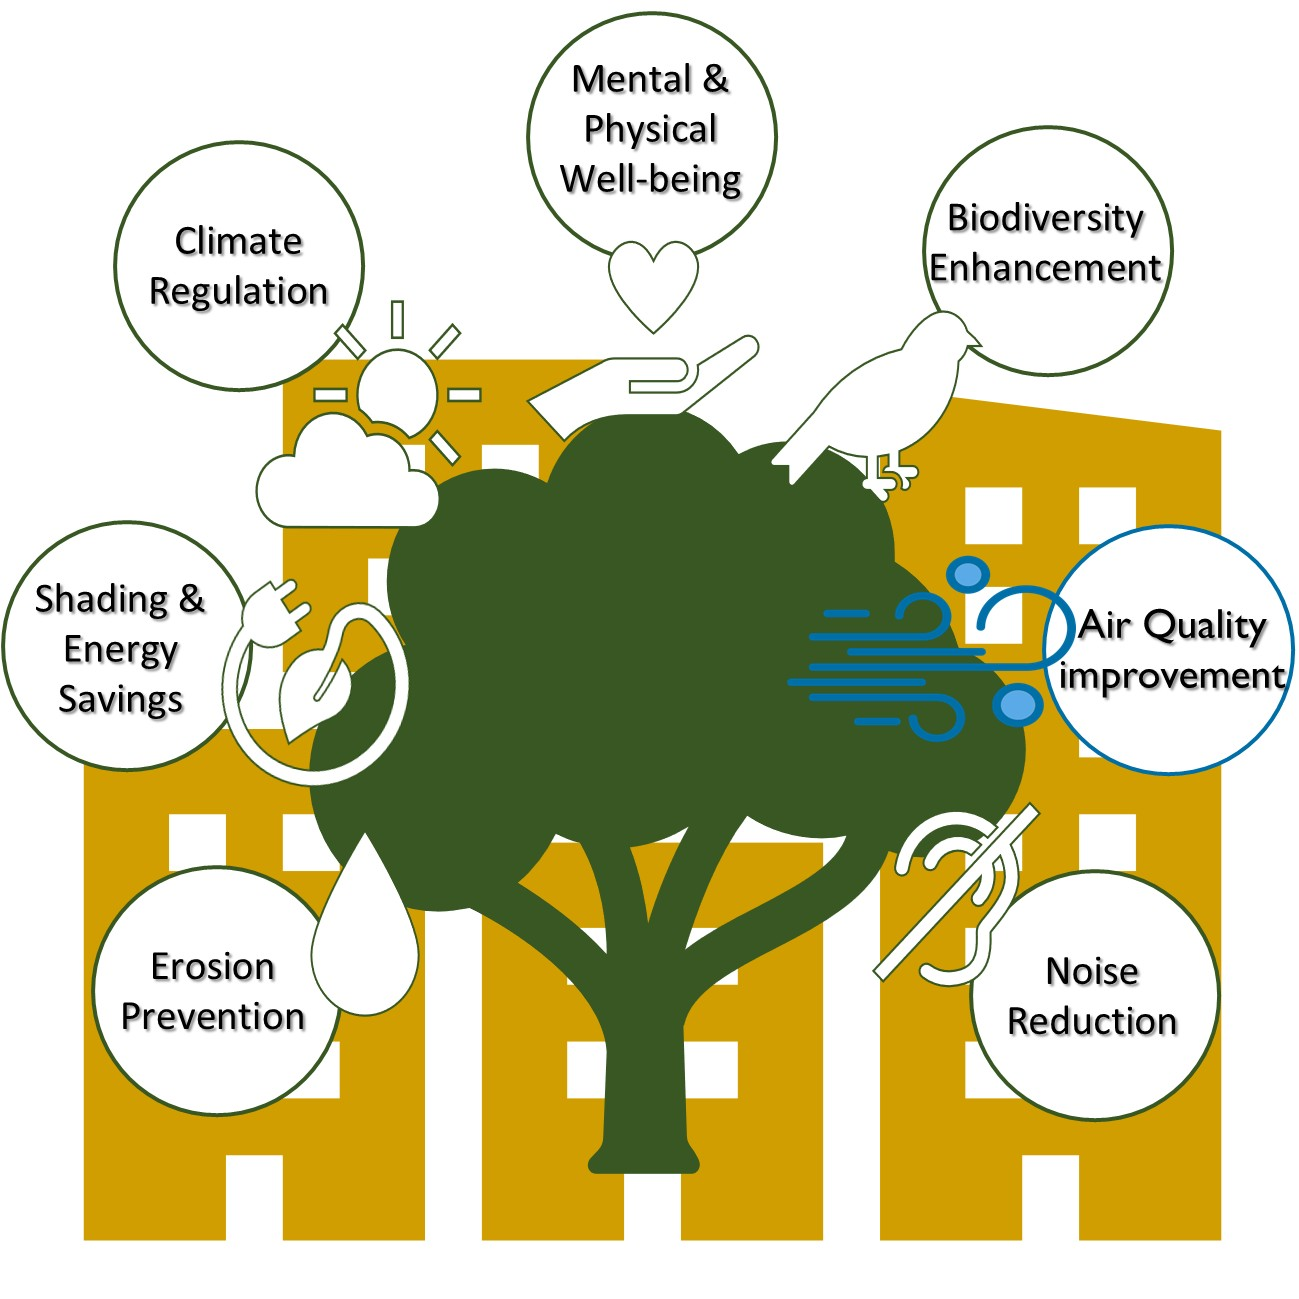 Mental &
Physical
Well-being
Climate
Regulation
Biodiversity
Enhancement
Shading &
Energy
Savings
Air Quality
improvement
Erosion
Prevention
Noise
Reduction